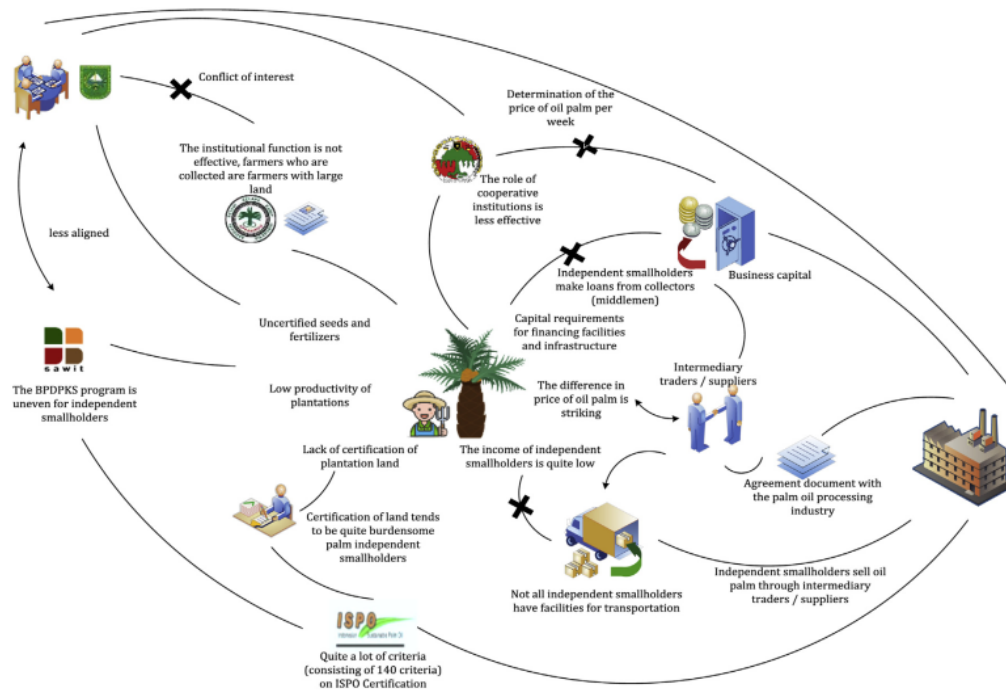 Conflict of interest
Determination of the
price of oil palm per
week
The institutional function is not
effective, farmers who are
collected are farmers with large
land
The role of
cooperative
institutions is
less effective
less aligned
Independent smallholders
make loans from collectors
(middlemen)
Business capital
Uncertified seeds and
fertilizers
Capital requirements
for financing facilities
and infrastructure
sawit
The BPDPKS program is
uneven for independent
smallholders
Low productivity of
plantations
The difference in
price of oil palm is
striking
Intermediary
traders / suppliers
Lack of certification of
plantation land
The income of independent
smallholders is quite low
Agreement document with
the palm oil processing
industry
Certification of land tends
to be quite burdensome
palm independent
smallholders
Not all independent smallholders
have facilities for transportation
Independent smallholders sell oil
palm through intermediary
traders / suppliers
ISPO
Quite a lot of criteria
(consisting of 140 criteria)
on ISPO Certification